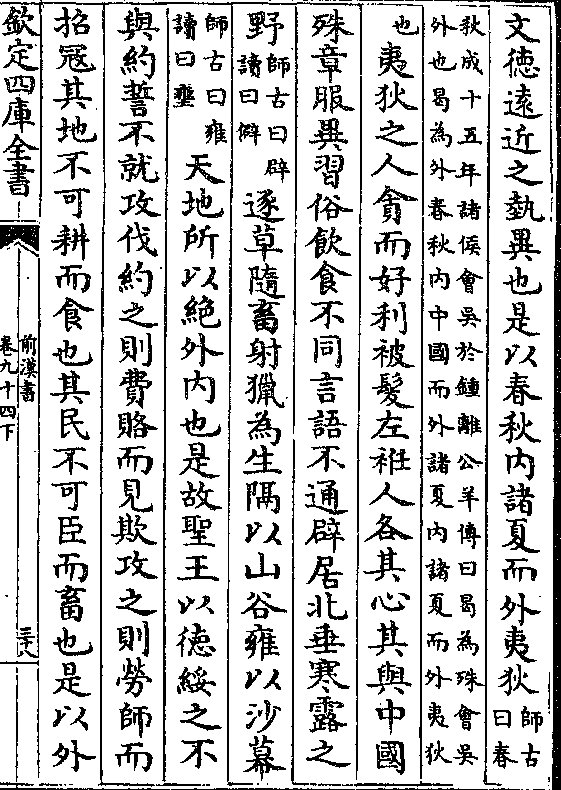 文徳遠近之埶異也是以春秋内諸夏而外夷狄師古曰春
秋成十五年諸侯會吳於鍾離公羊傳曰曷為殊會吳
外也曷為外春秋内中國而外諸夏内諸夏而外夷狄
也夷狄之人貪而好利被髮左袵人各其心其與中國
殊章服異習俗飲食不同言語不通辟居北垂寒露之
野師古曰辟讀曰僻逐草隨畜射獵為生隔以山谷雍以沙幕
師古曰雍讀曰壅天地所以絶外内也是故聖王以徳綏之不
與約誓不就攻伐約之則費賂而見欺攻之則勞師而
招冦其地不可耕而食也其民不可臣而畜也是以外
欽定四庫全書
前漢書
卷九十四下